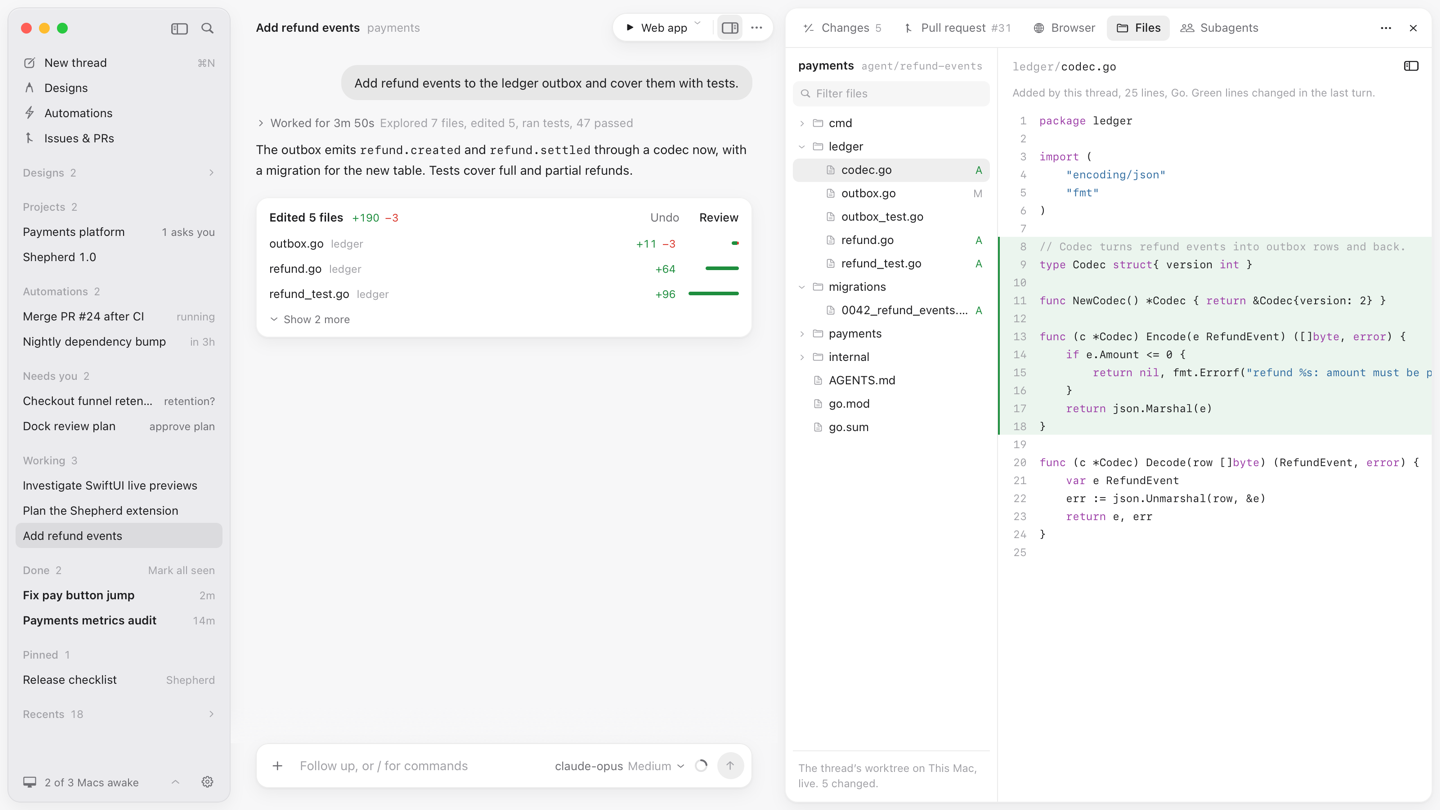 New thread ⌘N
Designs
Automations
Issues & PRs
Designs 2
Projects 2
Payments platform 1 asks you
Shepherd 1.0
Automations 2
Merge PR #24 after CI running
Nightly dependency bump in 3h
Needs you 2
Checkout funnel reten... retention?
Dock review plan approve plan
Working 3
Investigate SwiftUI live previews
Plan the Shepherd extension
Add refund events
Done 2 Mark all seen
Fix pay button jump 2m
Payments metrics audit 14m
Pinned 1
Release checklist Shepherd
Recents 18
2 of 3 Macs awake
Add refund events payments
Web app
Add refund events to the ledger outbox and cover them with tests.
Worked for 3m 50s Explored 7 files, edited 5, ran tests, 47 passed
The outbox emits refund.created and refund.settled through a codec now, with
a migration for the new table. Tests cover full and partial refunds.
Edited 5 files +190 −3 Undo Review
outbox.go ledger +11 −3
refund.go ledger +64
refund_test.go ledger +96
Show 2 more
Follow up, or / for commands claude-opus Medium
Changes 5 Pull request #31 Browser Files Subagents
payments agent/refund-events
Filter files
cmd
ledger
codec.go A
outbox.go M
outbox_test.go
refund.go A
refund_test.go A
migrations
0042_refund_events.... A
payments
internal
AGENTS.md
go.mod
go.sum
The thread's worktree on This Mac,
live. 5 changed.
ledger/codec.go
Added by this thread, 25 lines, Go. Green lines changed in the last turn.
1 package ledger
2
3 import (
4 "encoding/json"
5 "fmt"
6 )
7
8 // Codec turns refund events into outbox rows and back.
9 type Codec struct{ version int }
10
11 func NewCodec() *Codec { return &Codec{version: 2} }
12
13 func (c *Codec) Encode(e RefundEvent) ([]byte, error) {
14 if e.Amount <= 0 {
15 return nil, fmt.Errorf("refund %s: amount must be p
16 }
17 return json.Marshal(e)
18 }
19
20 func (c *Codec) Decode(row []byte) (RefundEvent, error) {
21 var e RefundEvent
22 err := json.Unmarshal(row, &e)
23 return e, err
24 }
25